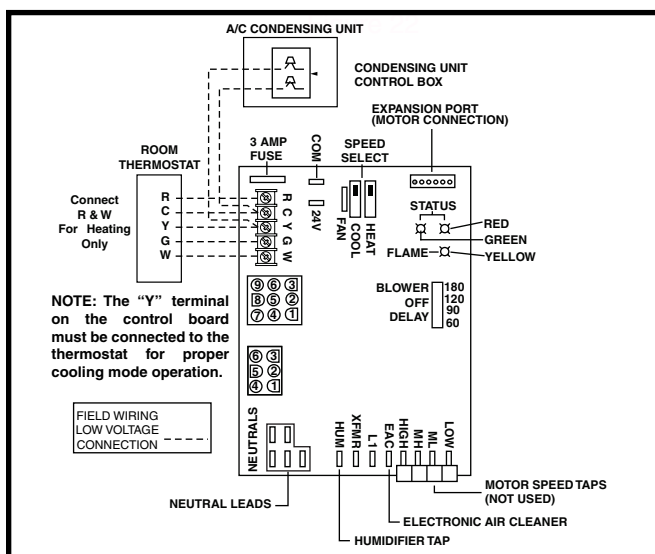 A/C CONDENSING UNIT
CONDENSING UNIT
CONTROL BOX
EXPANSION PORT
(MOTOR CONNECTION)
ROOM
THERMOSTAT
3 AMP
FUSE
COM
SPEED
SELECT
Connect
R & W
For Heating
Only
R
C
Y
G
W
R
C
Y
G
W
24V
FAN
COOL
HEAT
STATUS
RED
GREEN
FLAME
YELLOW
BLOWER
OFF
DELAY
180
120
90
60
9 6 3
8 5 2
7 4 1
NOTE: The “Y” terminal
on the control board
must be connected to the
thermostat for proper
cooling mode operation.
6 3
5 2
4 1
FIELD WIRING
LOW VOLTAGE
CONNECTION
NEUTRALS
HUM
XFMR
L1
EAC
HIGH
MH
ML
LOW
NEUTRAL LEADS
MOTOR SPEED TAPS
(NOT USED)
ELECTRONIC AIR CLEANER
HUMIDIFIER TAP